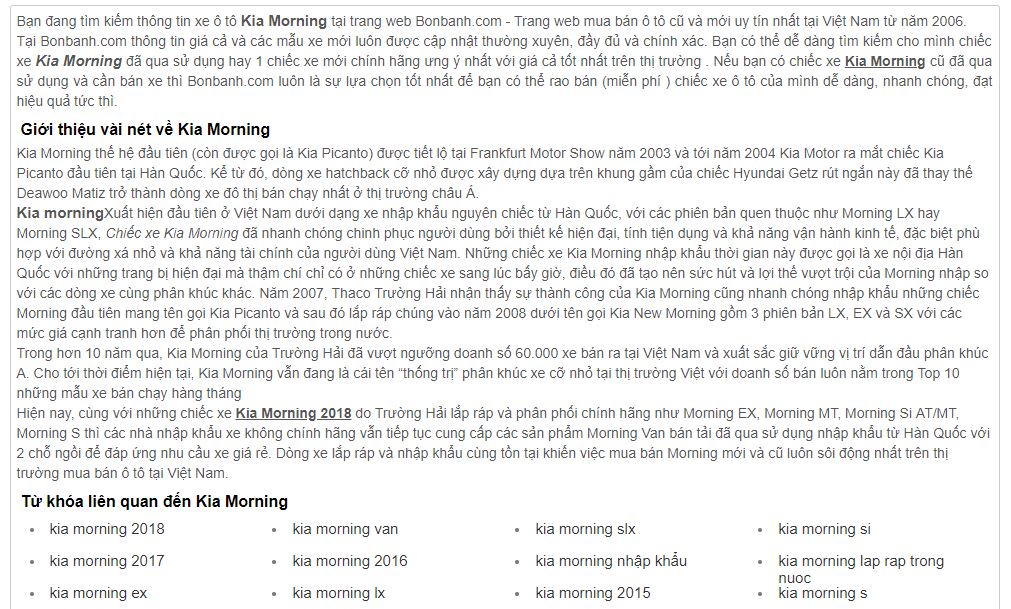 Bạn đang tìm kiếm thông tin xe ô tô Kia Morning tại trang web Bonbanh.com - Trang web mua bán ô tô cũ và mới uy tín nhất tại Việt Nam từ năm 2006.
Tại Bonbanh.com thông tin giá cả và các mẫu xe mới luôn được cập nhật thường xuyên, đầy đủ và chính xác. Bạn có thể dễ dàng tìm kiếm cho mình chiếc
xe Kia Morning đã qua sử dụng hay 1 chiếc xe mới chính hãng ưng ý nhất với giá cả tốt nhất trên thị trường . Nếu bạn có chiếc xe Kia Morning cũ đã qua
sử dụng và cần bán xe thì Bonbanh.com luôn là sự lựa chọn tốt nhất để bạn có thể rao bán (miễn phí ) chiếc xe ô tô của mình dễ dàng, nhanh chóng, đạt
hiệu quả tức thì.
Giới thiệu vài nét về Kia Morning
Kia Morning thế hệ đầu tiên (còn được gọi là Kia Picanto) được tiết lộ tại Frankfurt Motor Show năm 2003 và tới năm 2004 Kia Motor ra mắt chiếc Kia
Picanto đầu tiên tại Hàn Quốc. Kể từ đó, dòng xe hatchback cỡ nhỏ được xây dựng dựa trên khung gầm của chiếc Hyundai Getz rút ngắn này đã thay thế
Deawoo Matiz trở thành dòng xe đô thị bán chạy nhất ở thị trường châu Á.
Kia morningXuất hiện đầu tiên ở Việt Nam dưới dạng xe nhập khẩu nguyên chiếc từ Hàn Quốc, với các phiên bản quen thuộc như Morning LX hay
Morning SLX, Chiếc xe Kia Morning đã nhanh chóng chinh phục người dùng bởi thiết kế hiện đại, tính tiện dụng và khả năng vận hành kinh tế, đặc biệt phù
hợp với đường xá nhỏ và khả năng tài chính của người dùng Việt Nam. Những chiếc xe Kia Morning nhập khẩu thời gian này được gọi là xe nội địa Hàn
Quốc với những trang bị hiện đại mà thậm chí chỉ có ở những chiếc xe sang lúc bấy giờ, điều đó đã tạo nên sức hút và lợi thế vượt trội của Morning nhập so
với các dòng xe cùng phân khúc khác. Năm 2007, Thaco Trường Hải nhận thấy sự thành công của Kia Morning cũng nhanh chóng nhập khẩu những chiếc
Morning đầu tiên mang tên gọi Kia Picanto và sau đó lắp ráp chúng vào năm 2008 dưới tên gọi Kia New Morning gồm 3 phiên bản LX, EX và SX với các
mức giá cạnh tranh hơn để phân phối thị trường trong nước.
Trong hơn 10 năm qua, Kia Morning của Trường Hải đã vượt ngưỡng doanh số 60.000 xe bán ra tại Việt Nam và xuất sắc giữ vững vị trí dẫn đầu phân khúc
A. Cho tới thời điểm hiện tại, Kia Morning vẫn đang là cái tên “thống trị” phân khúc xe cỡ nhỏ tại thị trường Việt với doanh số bán luôn nằm trong Top 10
những mẫu xe bán chạy hàng tháng
Hiện nay, cùng với những chiếc xe Kia Morning 2018 do Trường Hải lắp ráp và phân phối chính hãng như Morning EX, Morning MT, Morning Si AT/MT,
Morning S thì các nhà nhập khẩu xe không chính hãng vẫn tiếp tục cung cấp các sản phẩm Morning Van bán tải đã qua sử dụng nhập khẩu từ Hàn Quốc với
2 chỗ ngồi để đáp ứng nhu cầu xe giá rẻ. Dòng xe lắp ráp và nhập khẩu cùng tồn tại khiến việc mua bán Morning mới và cũ luôn sôi động nhất trên thị
trường mua bán ô tô tại Việt Nam.
Từ khóa liên quan đến Kia Morning
kia morning 2018
kia morning van
kia morning slx
kia morning si
kia morning 2017
kia morning 2016
kia morning nhập khẩu
kia morning lap rap trong
nuoc
kia morning ex
kia morning lx
kia morning 2015
kia morning s